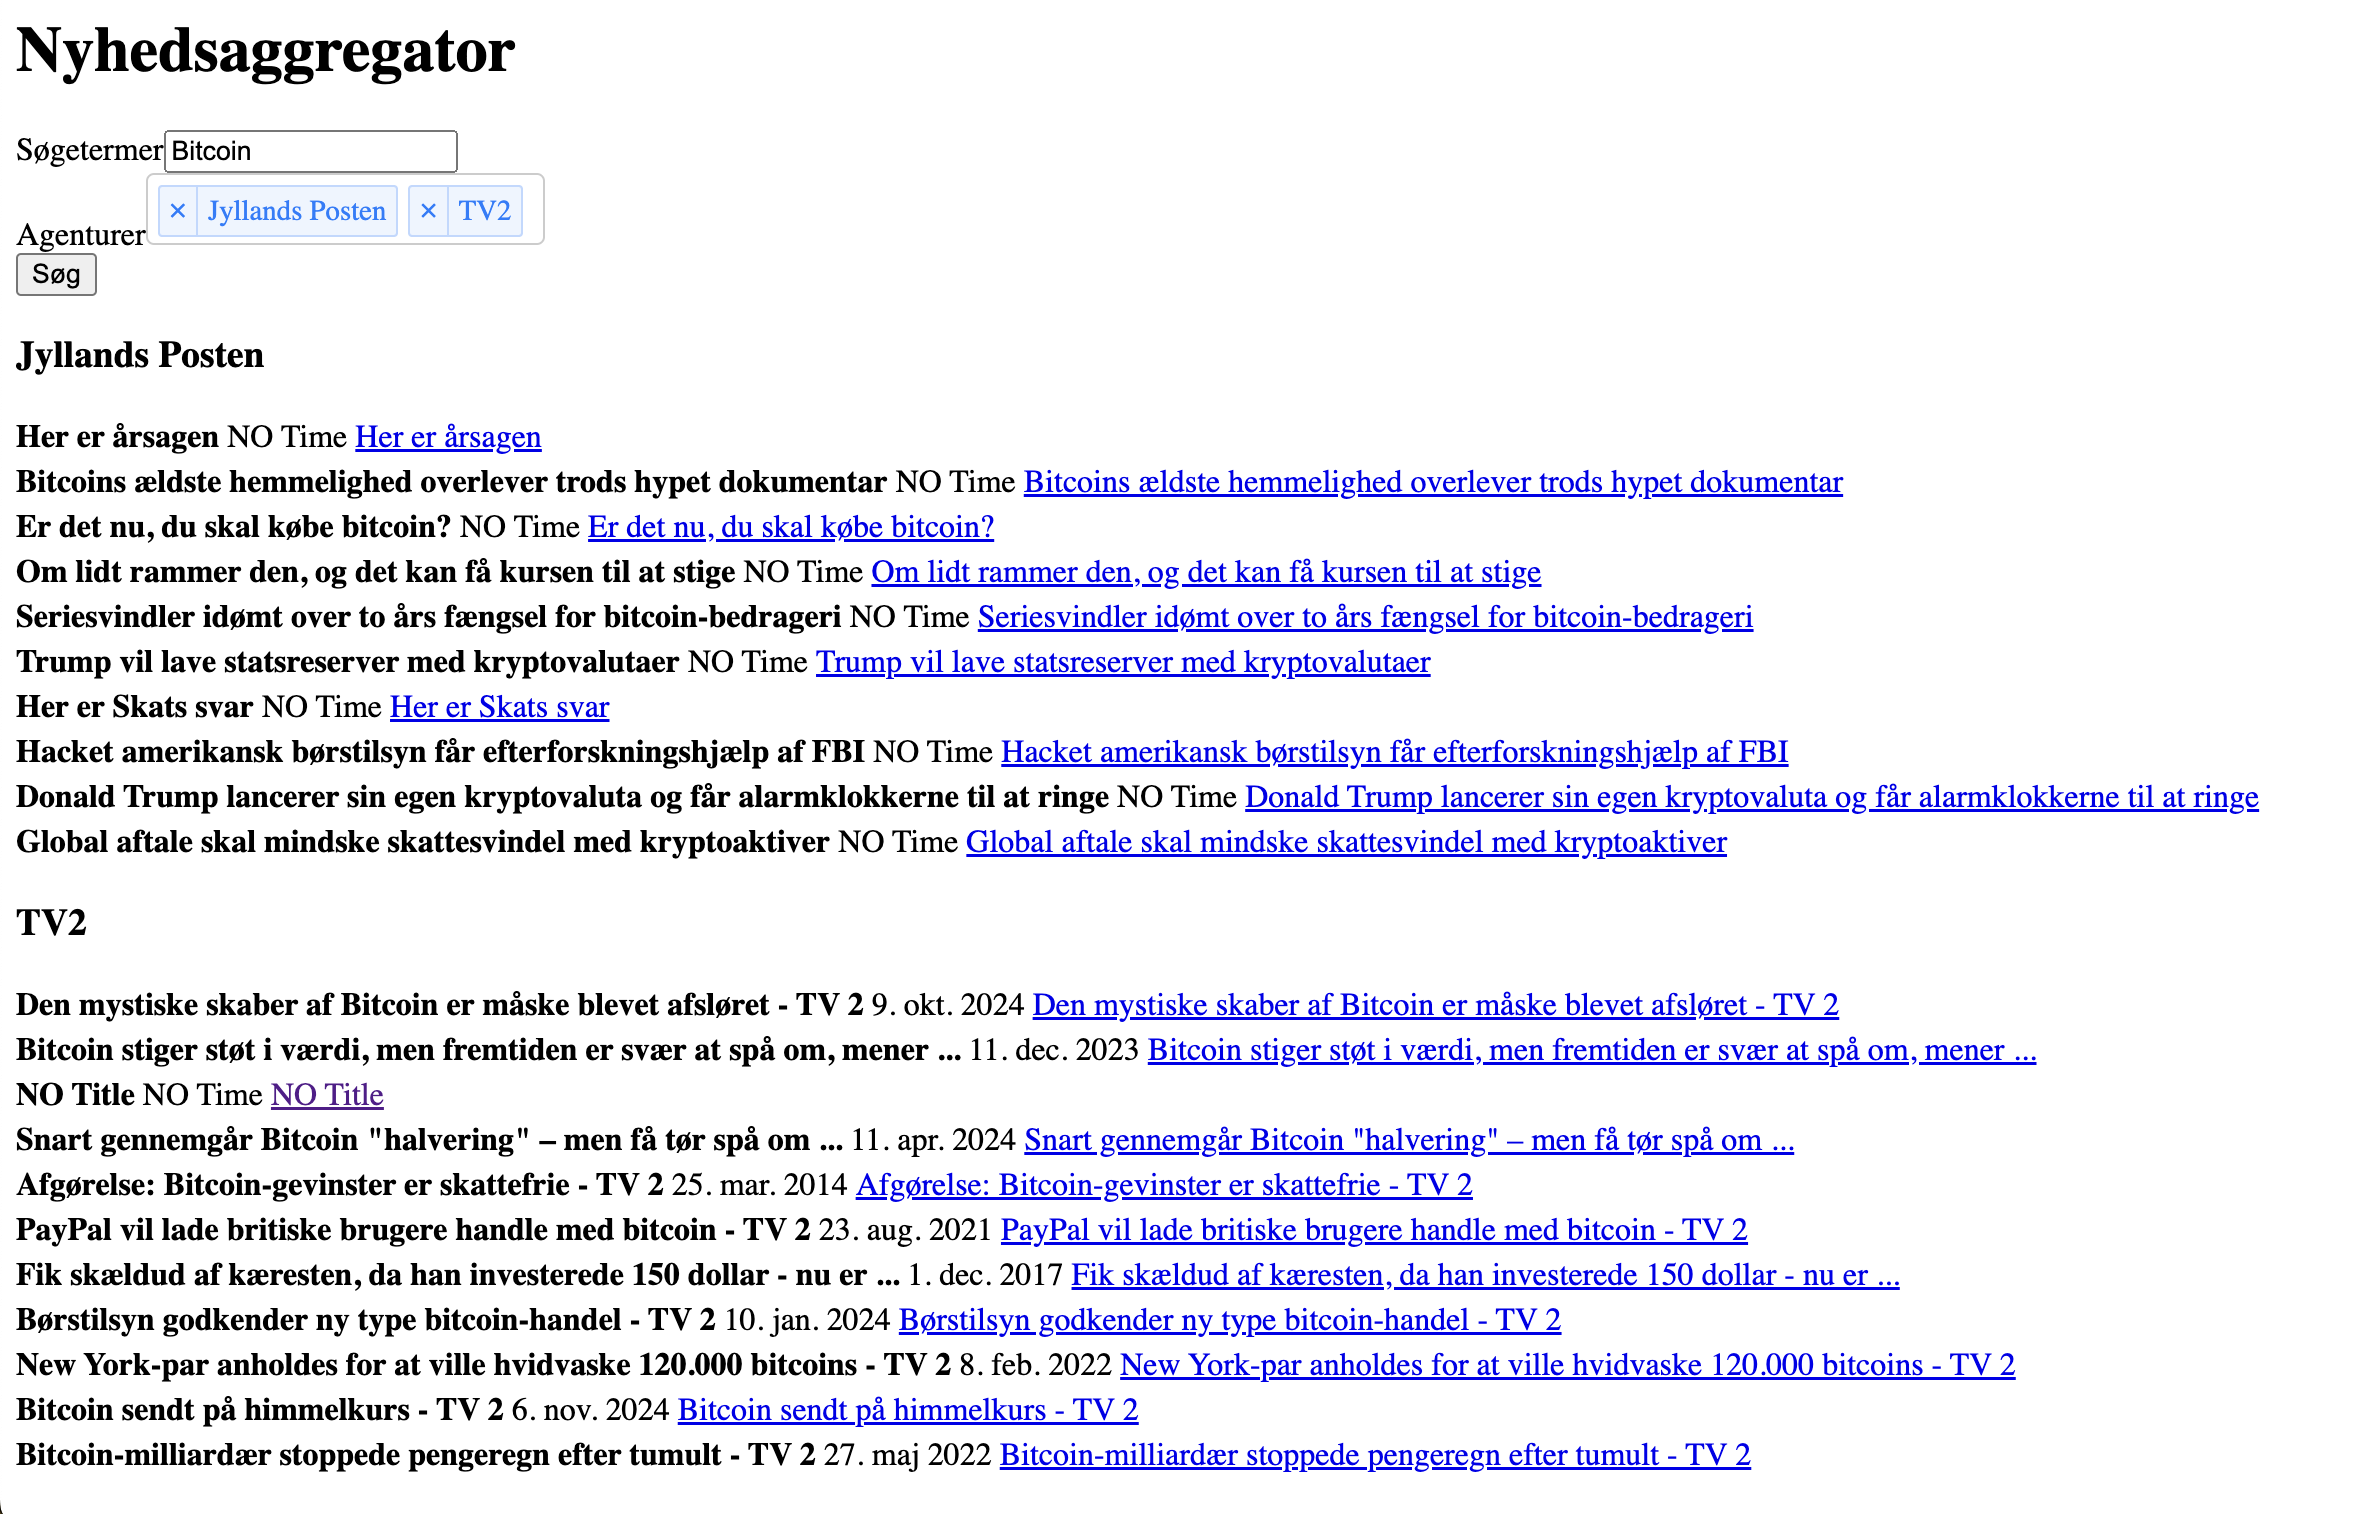 Nyhedsaggregator
Søgetermer Bitcoin
Agenturer × Jyllands Posten × TV2
Søg
Jyllands Posten
Her er årsagen NO Time Her er årsagen
Bitcoins ældste hemmelighed overlever trods hypet dokumentar NO Time Bitcoins ældste hemmelighed overlever trods hypet dokumentar
Er det nu, du skal købe bitcoin? NO Time Er det nu, du skal købe bitcoin?
Om lidt rammer den, og det kan få kursen til at stige NO Time Om lidt rammer den, og det kan få kursen til at stige
Seriesvindler idømt over to års fængsel for bitcoin-bedrageri NO Time Seriesvindler idømt over to års fængsel for bitcoin-bedrageri
Trump vil lave statsreserver med kryptovalutaer NO Time Trump vil lave statsreserver med kryptovalutaer
Her er Skats svar NO Time Her er Skats svar
Hacket amerikansk børstilsyn får efterforskningshjælp af FBI NO Time Hacket amerikansk børstilsyn får efterforskningshjælp af FBI
Donald Trump lancerer sin egen kryptovaluta og får alarmklokkerne til at ringe NO Time Donald Trump lancerer sin egen kryptovaluta og får alarmklokkerne til at ringe
Global aftale skal mindske skattesvindel med kryptoaktiver NO Time Global aftale skal mindske skattesvindel med kryptoaktiver
TV2
Den mystiske skaber af Bitcoin er måske blevet afsløret - TV 2 9. okt. 2024 Den mystiske skaber af Bitcoin er måske blevet afsløret - TV 2
Bitcoin stiger støt i værdi, men fremtiden er svær at spå om, mener ... 11. dec. 2023 Bitcoin stiger støt i værdi, men fremtiden er svær at spå om, mener ...
NO Title NO Time NO Title
Snart gennemgår Bitcoin "halvering" – men få tør spå om ... 11. apr. 2024 Snart gennemgår Bitcoin "halvering" – men få tør spå om ...
Afgørelse: Bitcoin-gevinster er skattefrie - TV 2 25. mar. 2014 Afgørelse: Bitcoin-gevinster er skattefrie - TV 2
PayPal vil lade britiske brugere handle med bitcoin - TV 2 23. aug. 2021 PayPal vil lade britiske brugere handle med bitcoin - TV 2
Fik skældud af kæresten, da han investerede 150 dollar - nu er ... 1. dec. 2017 Fik skældud af kæresten, da han investerede 150 dollar - nu er ...
Børstilsyn godkender ny type bitcoin-handel - TV 2 10. jan. 2024 Børstilsyn godkender ny type bitcoin-handel - TV 2
New York-par anholdes for at ville hvidvaske 120.000 bitcoins - TV 2 8. feb. 2022 New York-par anholdes for at ville hvidvaske 120.000 bitcoins - TV 2
Bitcoin sendt på himmelkurs - TV 2 6. nov. 2024 Bitcoin sendt på himmelkurs - TV 2
Bitcoin-milliardær stoppede pengeregn efter tumult - TV 2 27. maj 2022 Bitcoin-milliardær stoppede pengeregn efter tumult - TV 2